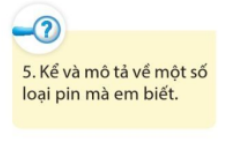 5. Kể và mô tả về một số
loại pin mà em biết.